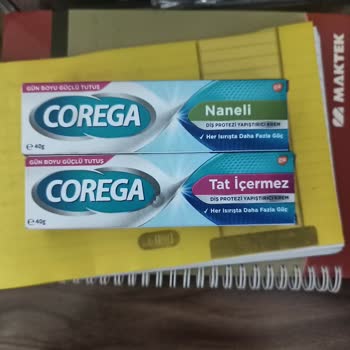 GÜN BOYU GÜÇLÜ TUTUŞ
COREGA
Naneli
DİŞ PROTEZİ YAPIŞTIRICI KREM
✓ Her Isırışta Daha Fazla Güç
e 40g
GÜN BOYU GÜÇLÜ TUTUŞ
COREGA
Tat İçermez
DİŞ PROTEZİ YAPIŞTIRICI KREM
✓ Her Isırışta Daha Fazla Güç
e 40g
MAKTEK